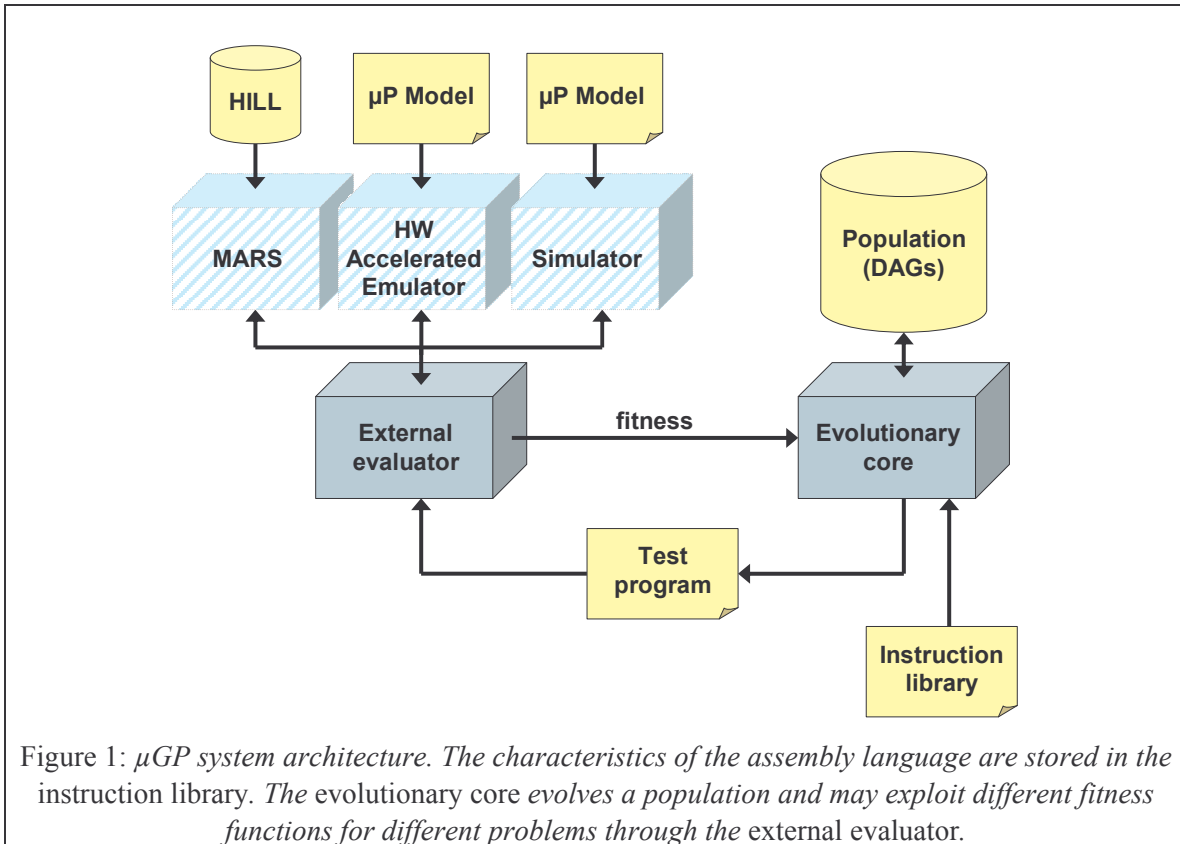 HILL
µP Model
µP Model
MARS
HW
Accelerated
Emulator
Simulator
Population
(DAGs)
External
evaluator
fitness
Evolutionary
core
Test
program
Instruction
library
Figure 1: µGP system architecture. The characteristics of the assembly language are stored in the
instruction library. The evolutionary core evolves a population and may exploit different fitness
functions for different problems through the external evaluator.